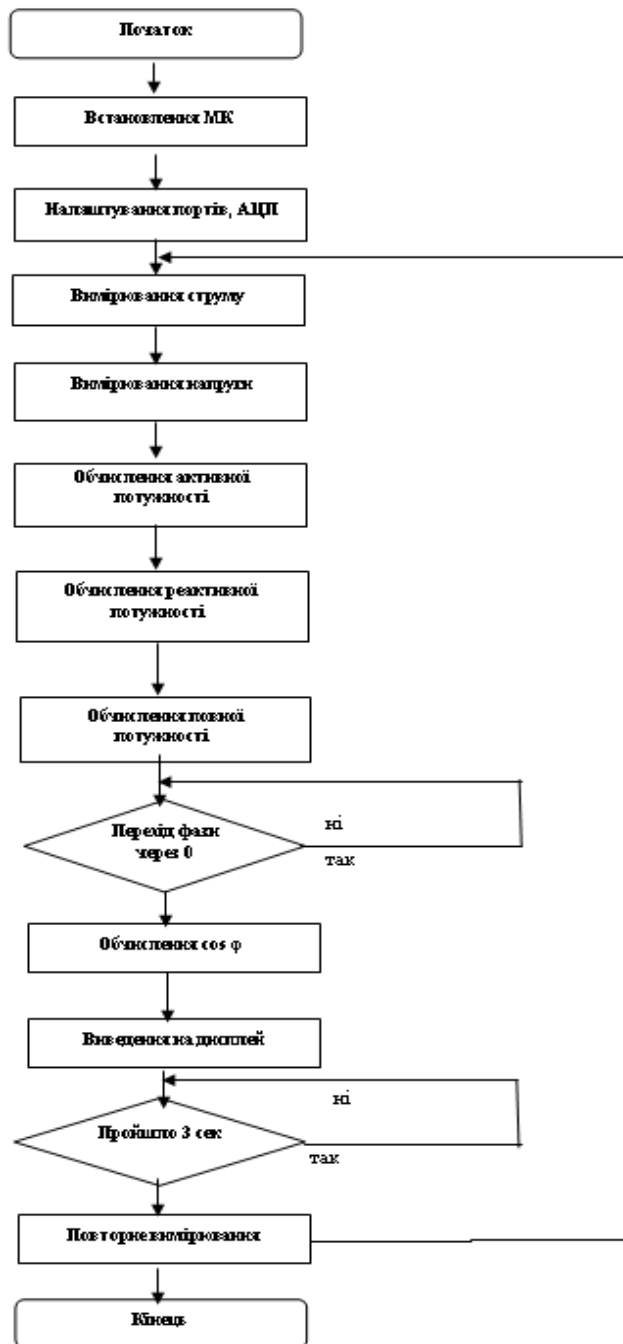 Початок
Встановлення МК
Налаштування портів, АЦП
Вимірювання струму
Вимірювання напруги
Обчислення активної
потужності
Обчислення реактивної
потужності
Обчислення повної
потужності
Перехід фази
через 0
ні
так
Обчислення cos φ
Виведення на дисплей
Пройшло 3 сек
ні
так
Повторне вимірювання
Кінець